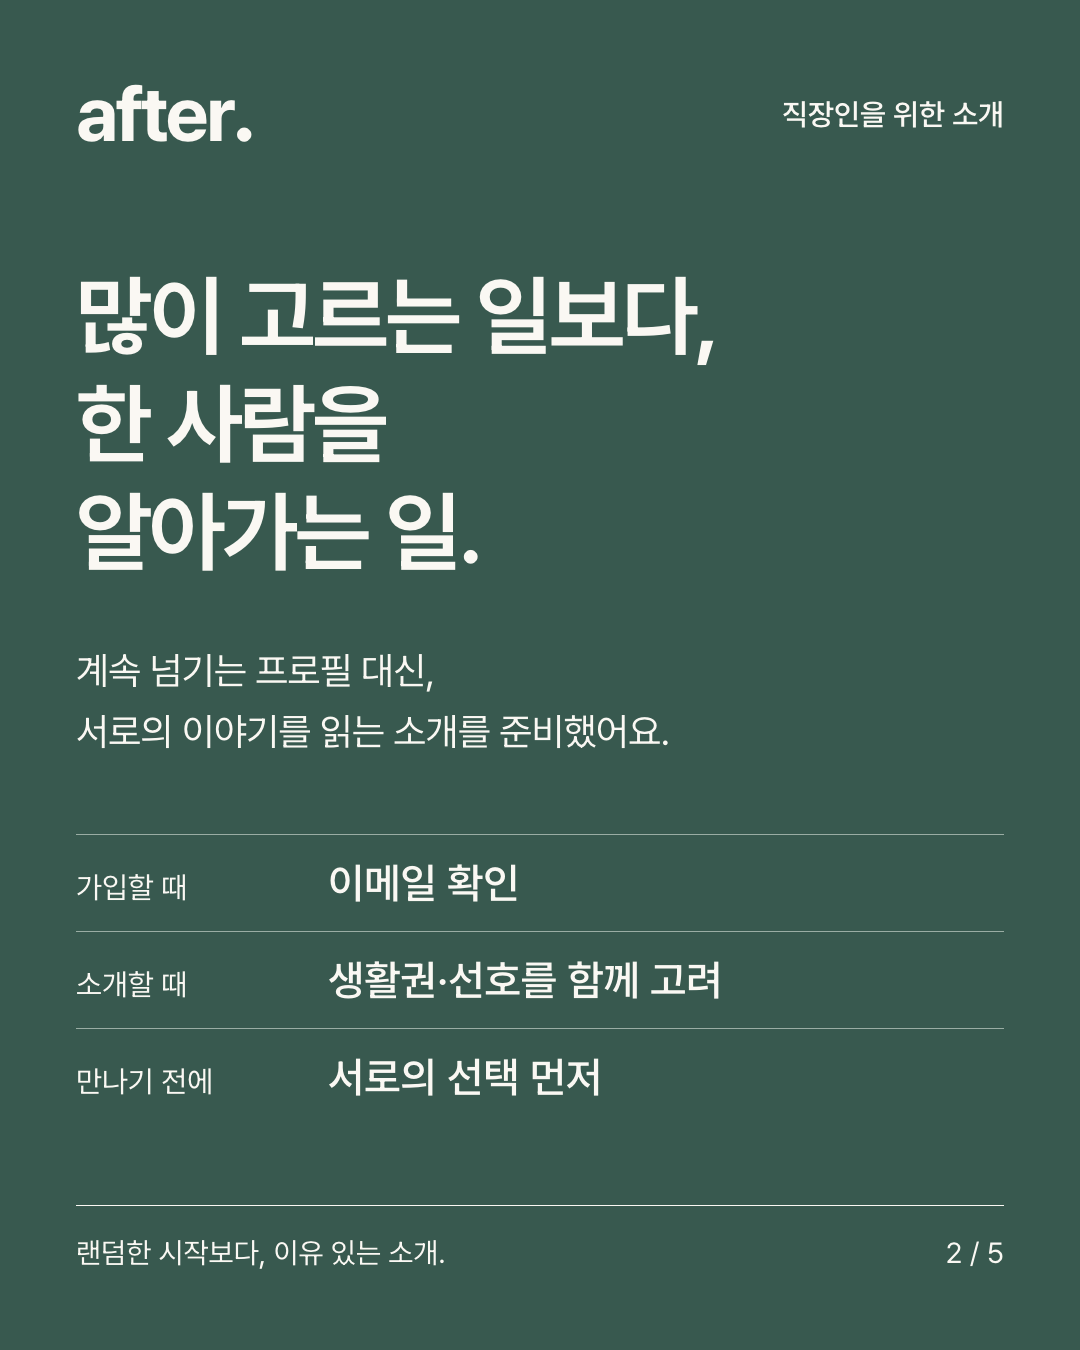 after.
직장인을 위한 소개
많이 고르는 일보다,
한 사람을
알아가는 일.
계속 넘기는 프로필 대신,
서로의 이야기를 읽는 소개를 준비했어요.
가입할 때 이메일 확인
소개할 때 생활권·선호를 함께 고려
만나기 전에 서로의 선택 먼저
랜덤한 시작보다, 이유 있는 소개.
2 / 5